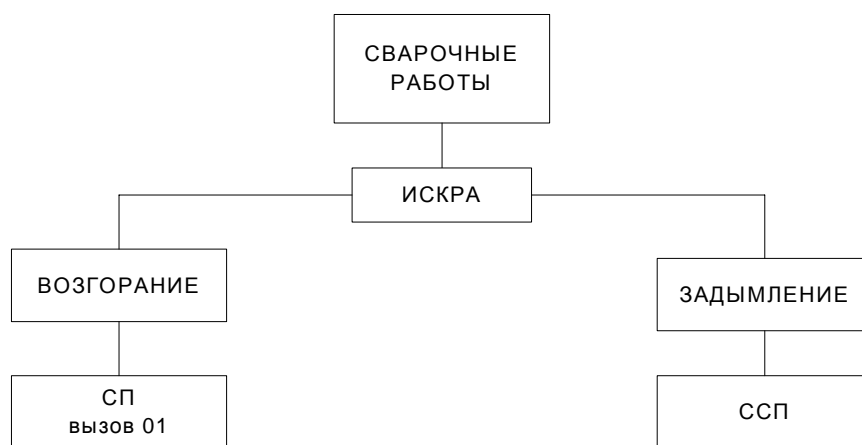 СВАРОЧНЫЕ
РАБОТЫ
ИСКРА
ВОЗГОРАНИЕ
ЗАДЫМЛЕНИЕ
СП
вызов 01
ССП